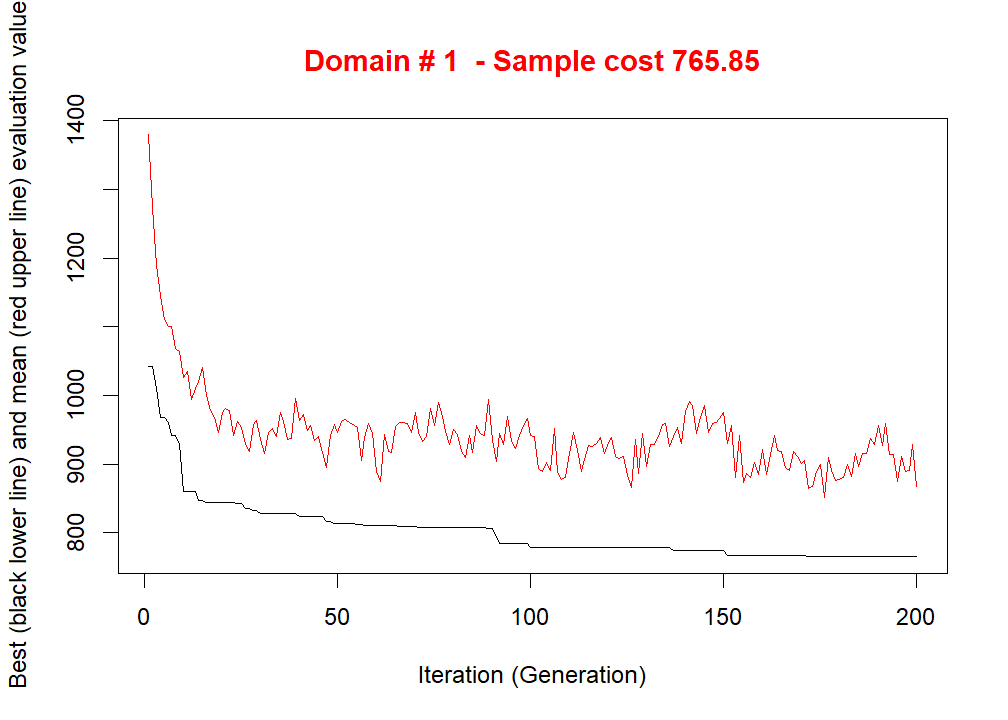 Domain # 1  - Sample cost 765.85
Best (black lower line) and mean (red upper line) evaluation value
1400
1200
1000
900
800
0 50 100 150 200
Iteration (Generation)